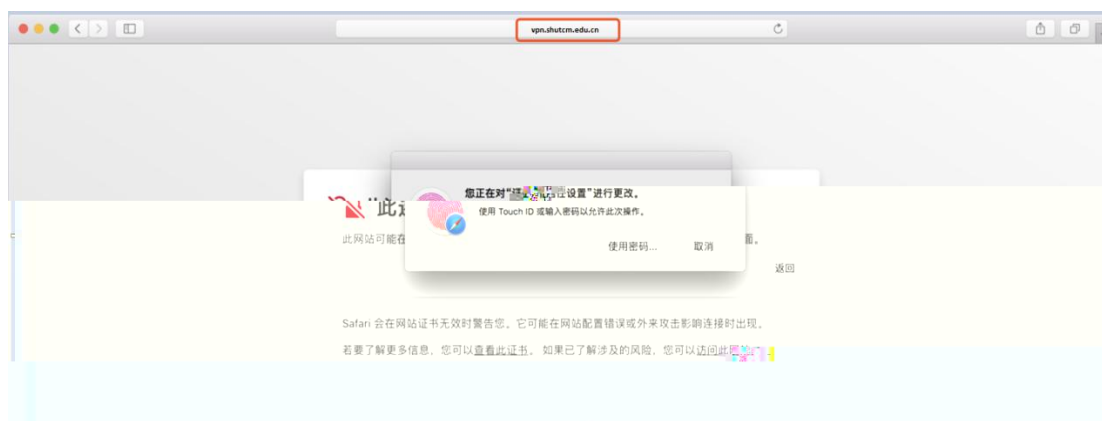 vpn.shutcm.edu.cn
您正在对“ 设置”进行更改。
使用 Touch ID 或输入密码以允许此次操作。
使用密码... 取消
"此
此网站可能在 面。
返回
Safari 会在网站证书无效时警告您。它可能在网站配置错误或外来攻击影响连接时出现。
若要了解更多信息，您可以查看此证书。 如果已了解涉及的风险，您可以访问此